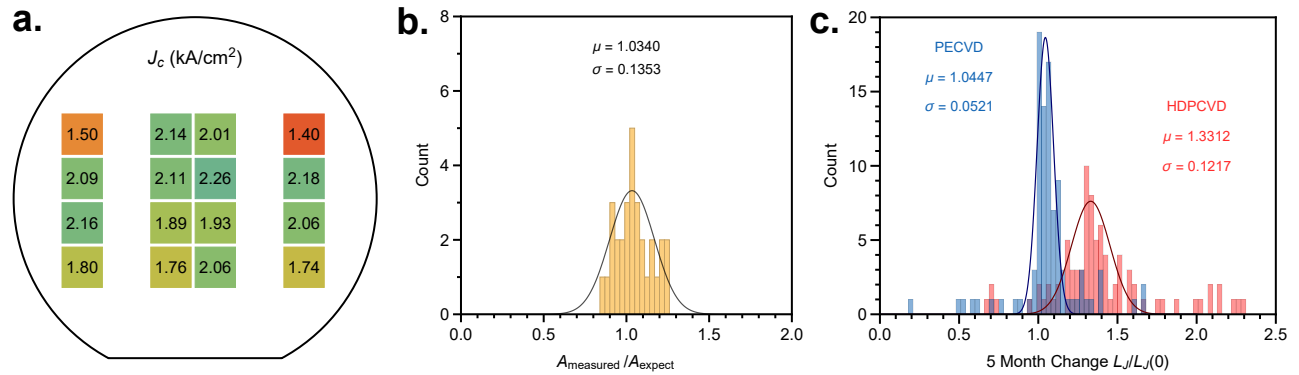 a.
J_c (kA/cm²)
1.50 2.14 2.01 1.40
2.09 2.11 2.26 2.18
2.16 1.89 1.93 2.06
1.80 1.76 2.06 1.74
b.
μ = 1.0340
σ = 0.1353
Count
8
6
4
2
0
0.0 0.5 1.0 1.5 2.0
A_measured/A_expect
c.
PECVD
μ = 1.0447
σ = 0.0521
HDPCVD
μ = 1.3312
σ = 0.1217
Count
20
15
10
5
0
0.0 0.5 1.0 1.5 2.0 2.5
5 Month Change L_J/L_J(0)